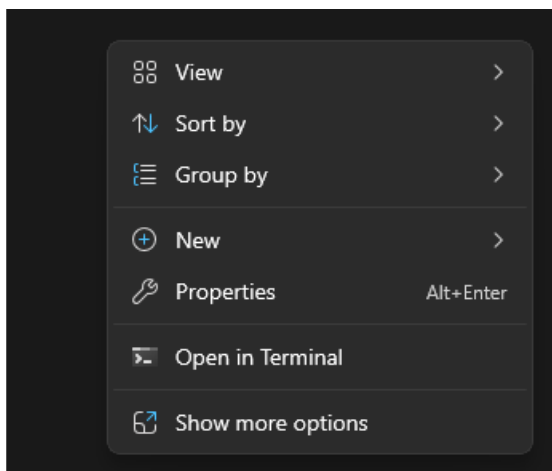 View
Sort by
Group by
New
Properties Alt+Enter
Open in Terminal
Show more options